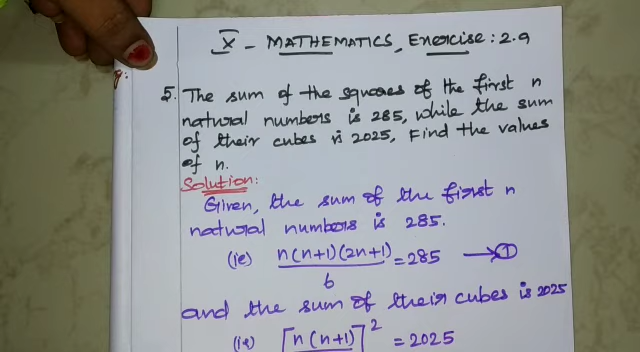 X - MATHEMATICS, Exercise: 2.9
5. The sum of the squares of the first n
natural numbers is 285, while the sum
of their cubes is 2025, Find the values
of n.
Solution:
Given, the sum of the first n
natural numbers is 285.
(ie) n(n+1)(2n+1)/6 = 285 → ①
and the sum of their cubes is 2025
(ie) [n(n+1)]² = 2025